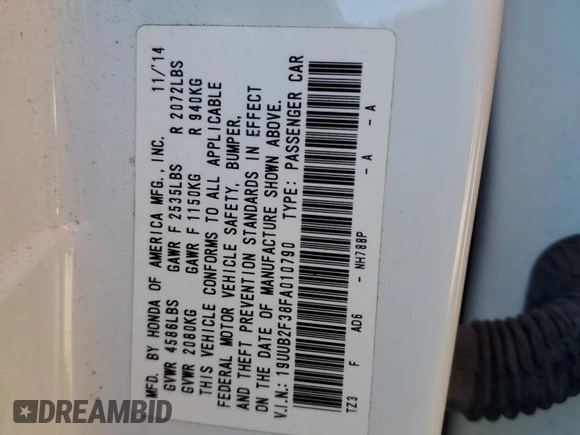 MFD. BY HONDA OF AMERICA MFG., INC. 11/'14
GVWR 4586LBS GAWR F 2535LBS R 2072LBS
GVWR 2080KG GAWR F 1150KG R 940KG
THIS VEHICLE CONFORMS TO ALL APPLICABLE
FEDERAL MOTOR VEHICLE SAFETY, BUMPER,
AND THEFT PREVENTION STANDARDS IN EFFECT
ON THE DATE OF MANUFACTURE SHOWN ABOVE.
V.I.N.: 19UUB2F38FA010790 TYPE: PASSENGER CAR
TZ3 F AD6 - NH788P - A - A
DREAMBID